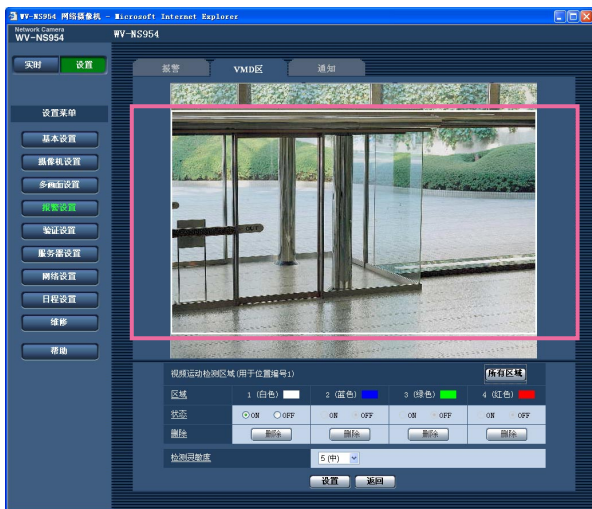 WV-NS954 网络摄像机 - Microsoft Internet Explorer
Network Camera
WV-NS954
WV-NS954
实时 设置
报警 VMD区 通知
设置菜单
基本设置
摄像机设置
多画面设置
报警设置
验证设置
服务器设置
网络设置
日程设置
维修
帮助
OUT
视频运动检测区域(用于位置编号1)
所有区域
区域 1 (白色) 2 (蓝色) 3 (绿色) 4 (红色)
状态 ON OFF ON OFF ON OFF ON OFF
删除 删除 删除 删除 删除
检测灵敏度 5(中)
设置 返回